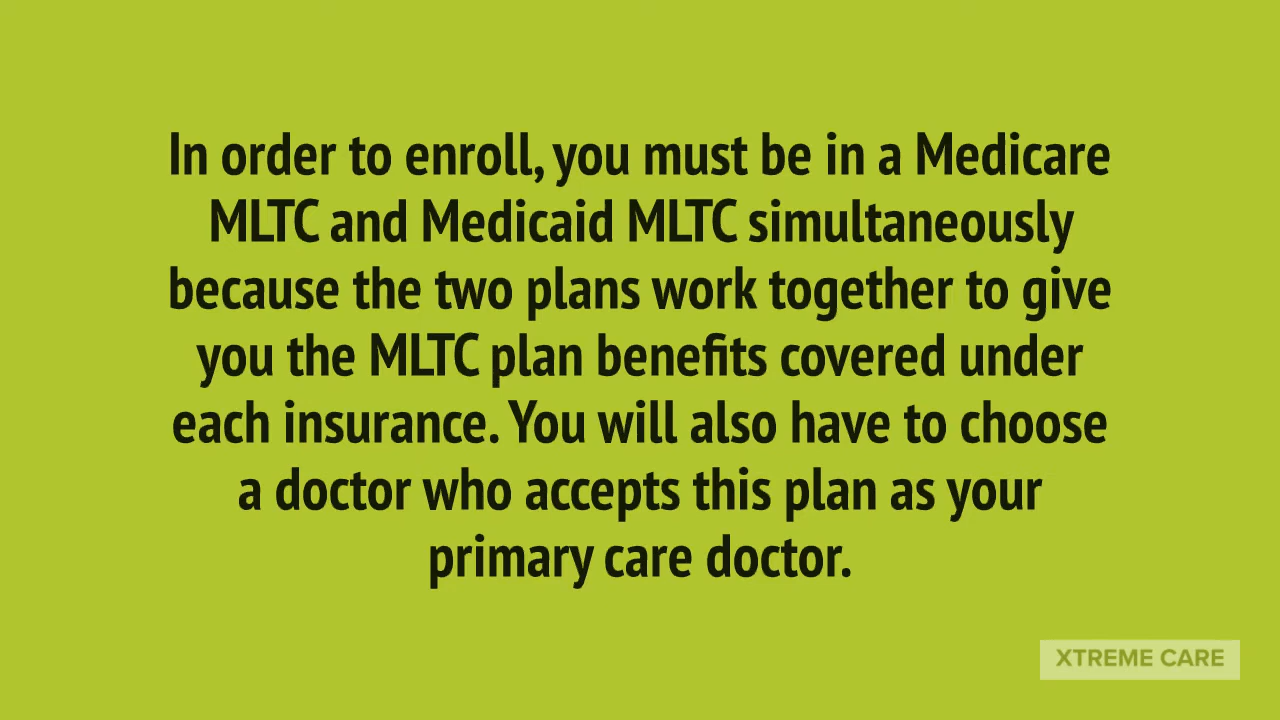 In order to enroll, you must be in a Medicare
MLTC and Medicaid MLTC simultaneously
because the two plans work together to give
you the MLTC plan benefits covered under
each insurance. You will also have to choose
a doctor who accepts this plan as your
primary care doctor.
XTREME CARE